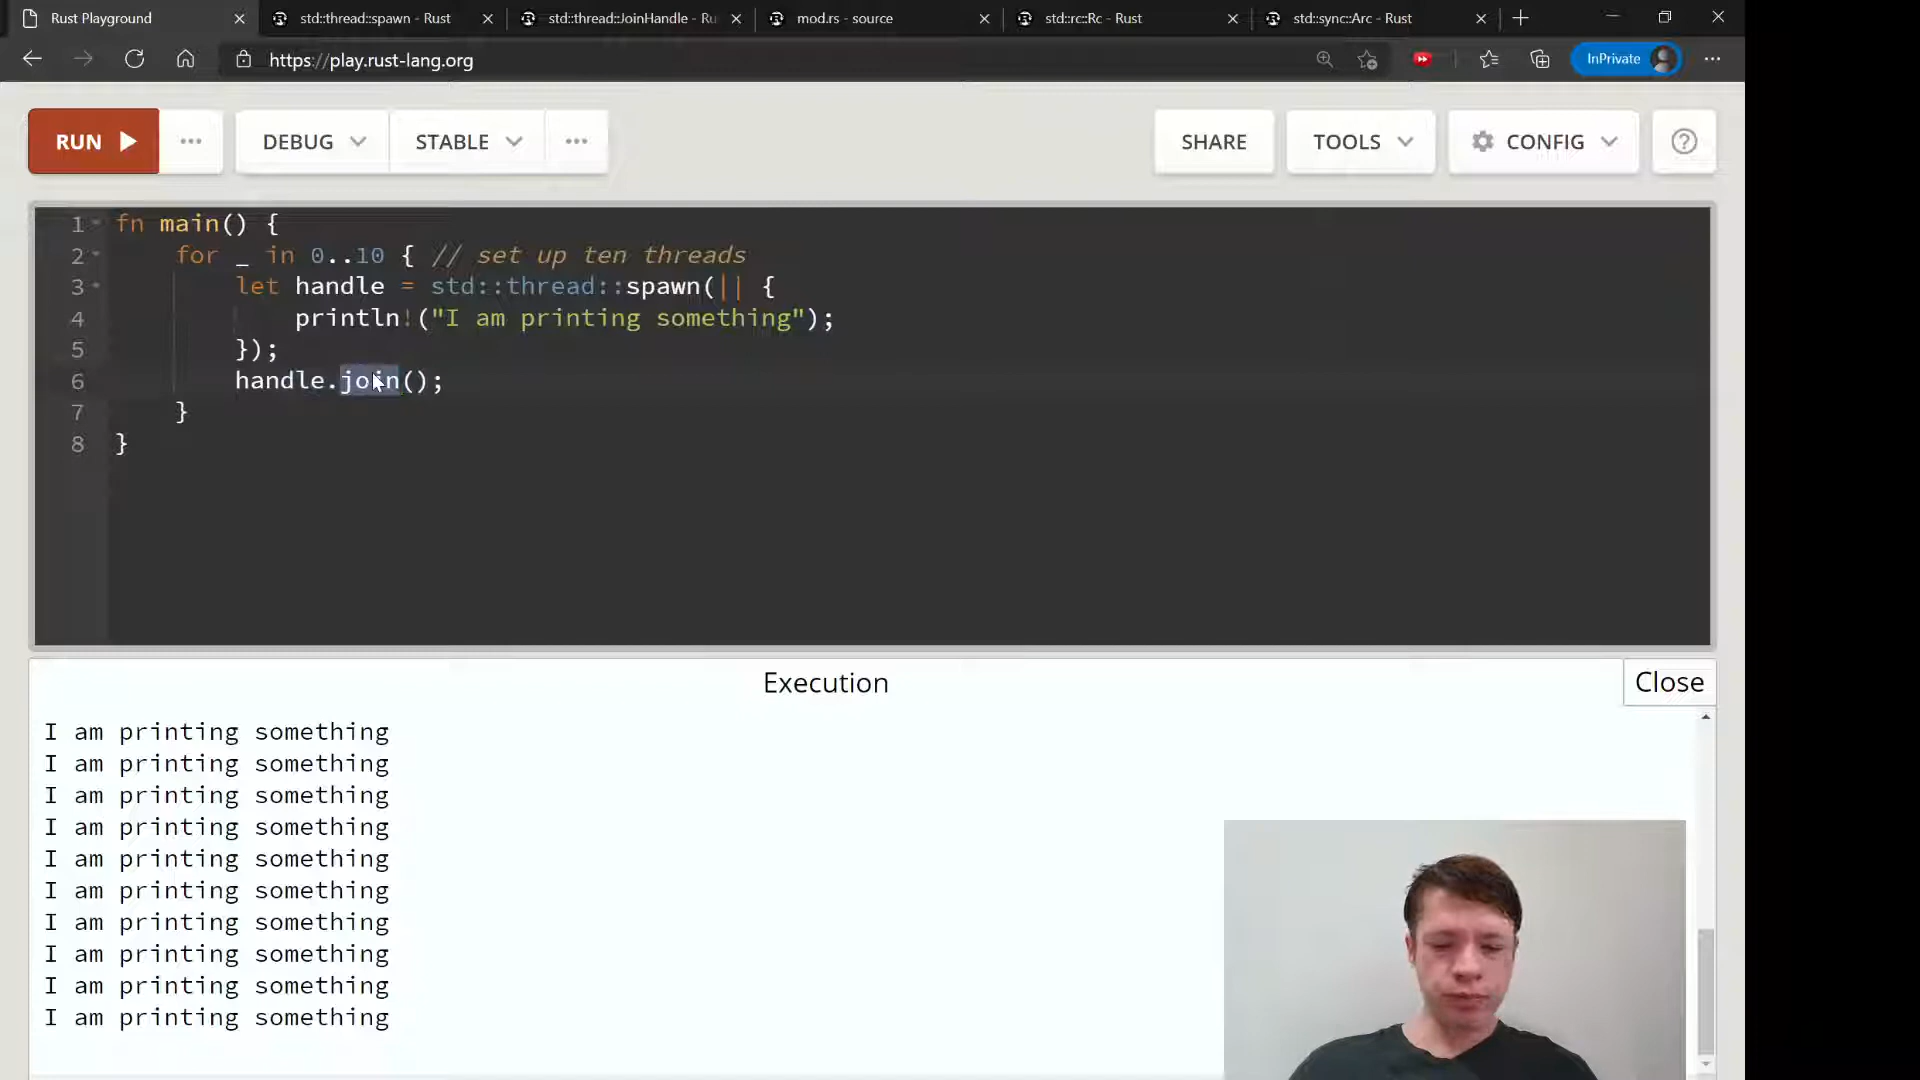 Rust Playground
std::thread::spawn - Rust
std::thread::JoinHandle - Ru
mod.rs - source
std::rc::Rc - Rust
std::sync::Arc - Rust
https://play.rust-lang.org
InPrivate
RUN
DEBUG
STABLE
SHARE
TOOLS
CONFIG
1 fn main() {
2 for _ in 0..10 { // set up ten threads
3 let handle = std::thread::spawn(|| {
4 println!("I am printing something");
5 });
6 handle.join();
7 }
8 }
Execution
Close
I am printing something
I am printing something
I am printing something
I am printing something
I am printing something
I am printing something
I am printing something
I am printing something
I am printing something
I am printing something